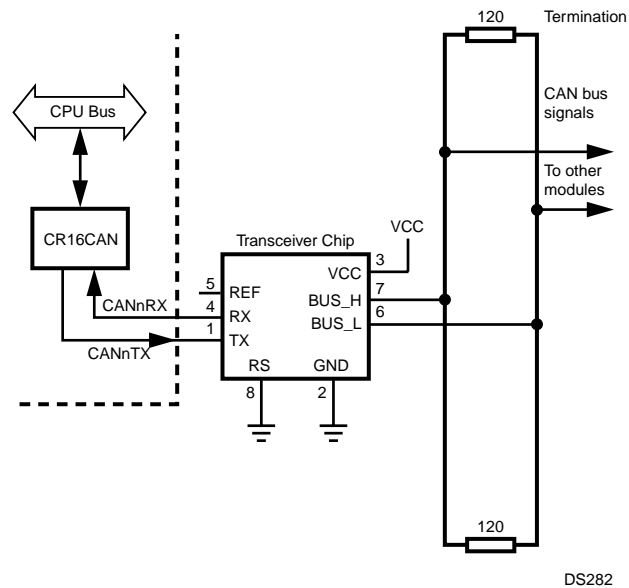 120
Termination
CPU Bus
CAN bus
signals
To other
modules
CR16CAN
Transceiver Chip
VCC
3
VCC
5
REF
7
BUS_H
CANnRX
4
RX
6
BUS_L
1
TX
CANnTX
RS
GND
8
2
120
DS282